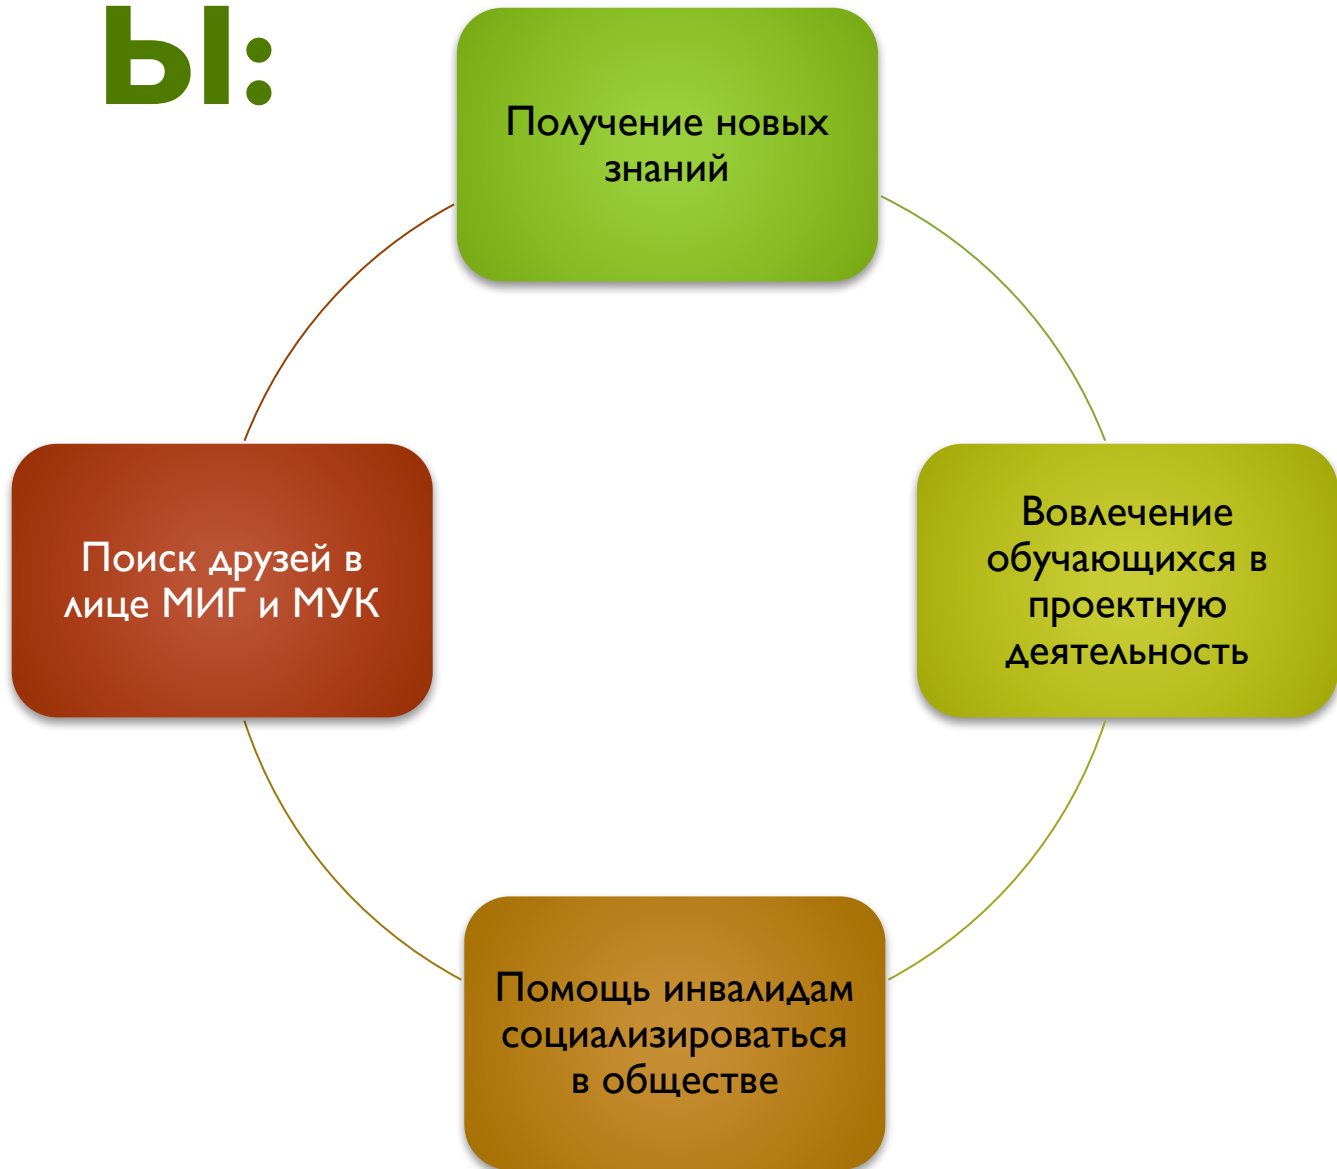 ы:
Получение новых
знаний
Вовлечение
обучающихся в
проектную
деятельность
Помощь инвалидам
социализироваться
в обществе
Поиск друзей в
лице МИГ и МУК